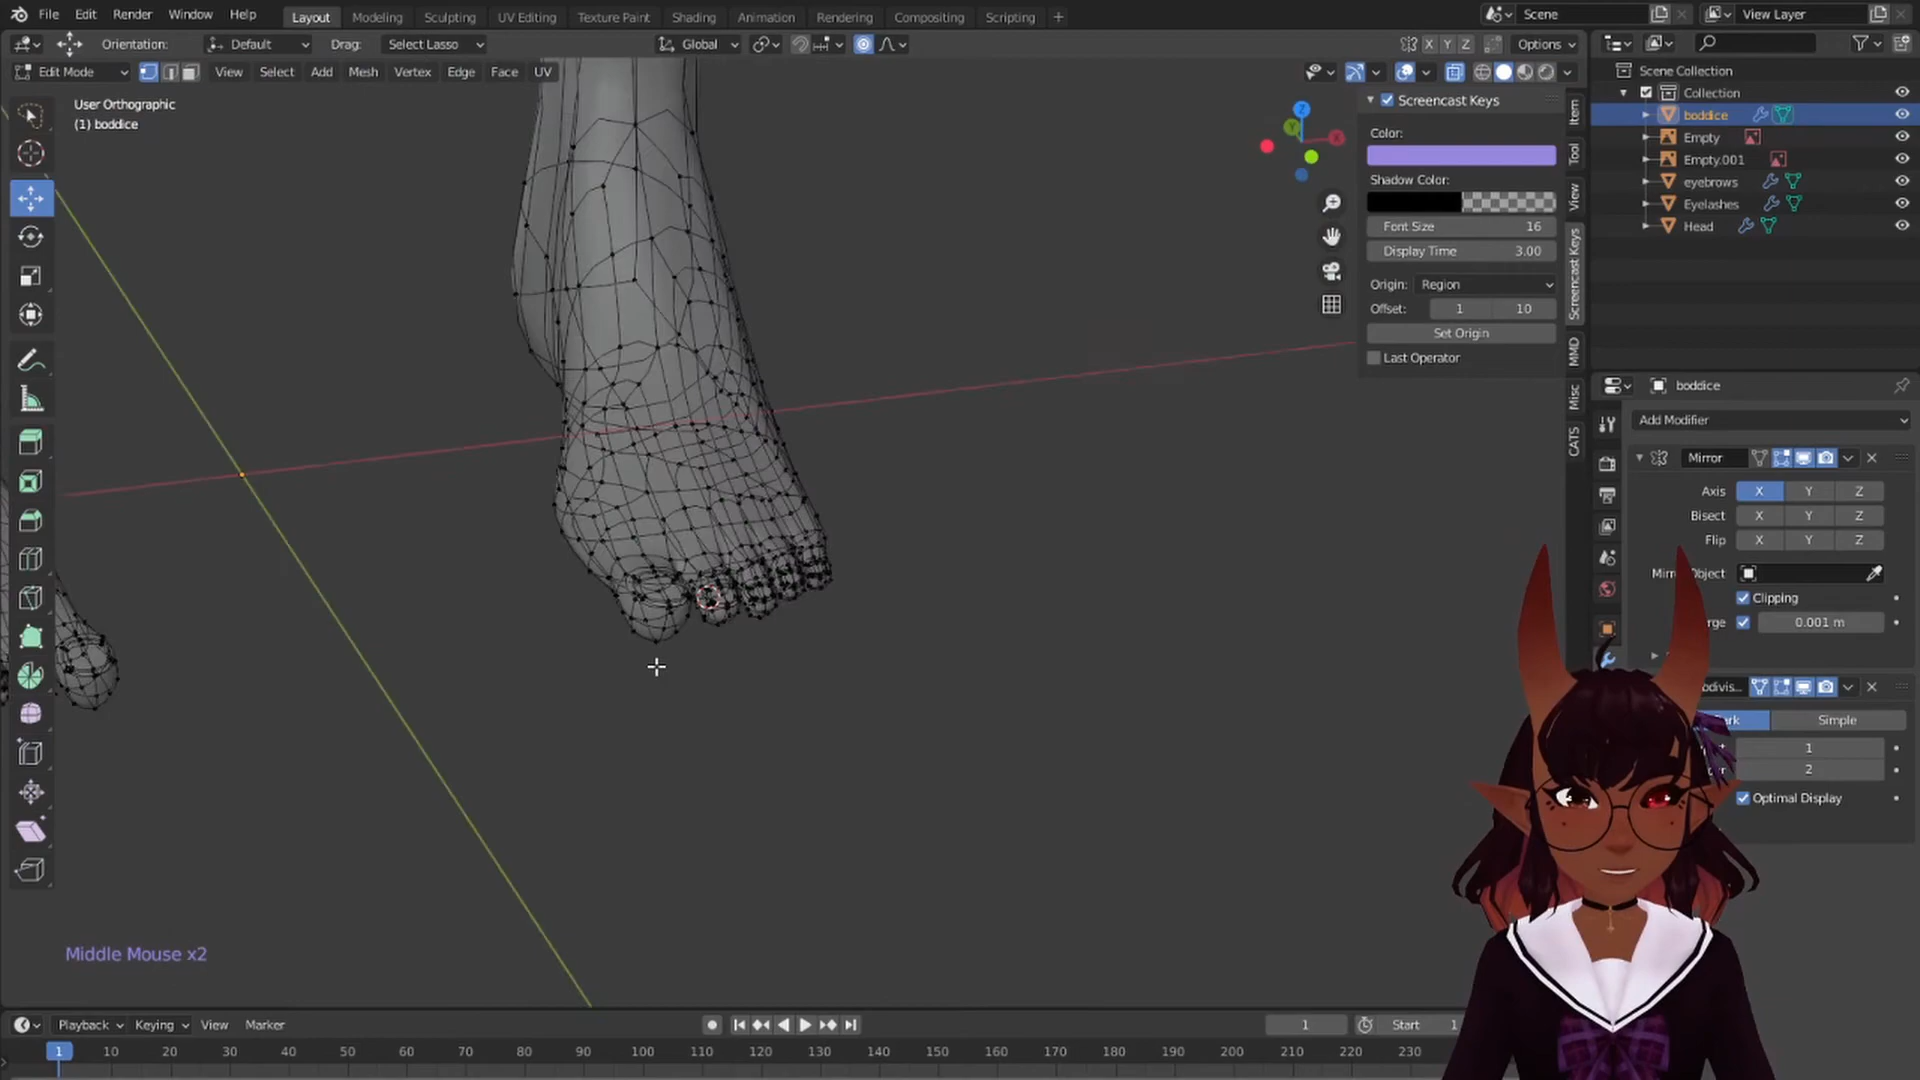 File Edit Render Window Help Layout Modeling Sculpting UV Editing Texture Paint Shading Animation Rendering Compositing Scripting + Scene View Layer
Orientation: Default Drag: Select Lasso Global X Y Z Options
Edit Mode View Select Add Mesh Vertex Edge Face UV
User Orthographic
(1) boddice
Z
Y
X
Screencast Keys
Color:
Shadow Color:
Font Size 16
Display Time 3.00
Origin: Region
Offset: 1 10
Set Origin
Last Operator
Item
Tool
View
Screencast Keys
MMD
Misc
CATS
Scene Collection
Collection
boddice
Empty
Empty.001
eyebrows
Eyelashes
Head
boddice
Add Modifier
Mirror
Axis X Y Z
Bisect X Y Z
Flip X Y Z
Object
Clipping
0.001 m
Simple
1
2
Optimal Display
Middle Mouse x2
Playback Keying View Marker 1 Start 1
1 10 20 30 40 50 60 70 80 90 100 110 120 130 140 150 160 170 180 190 200 210 220 230